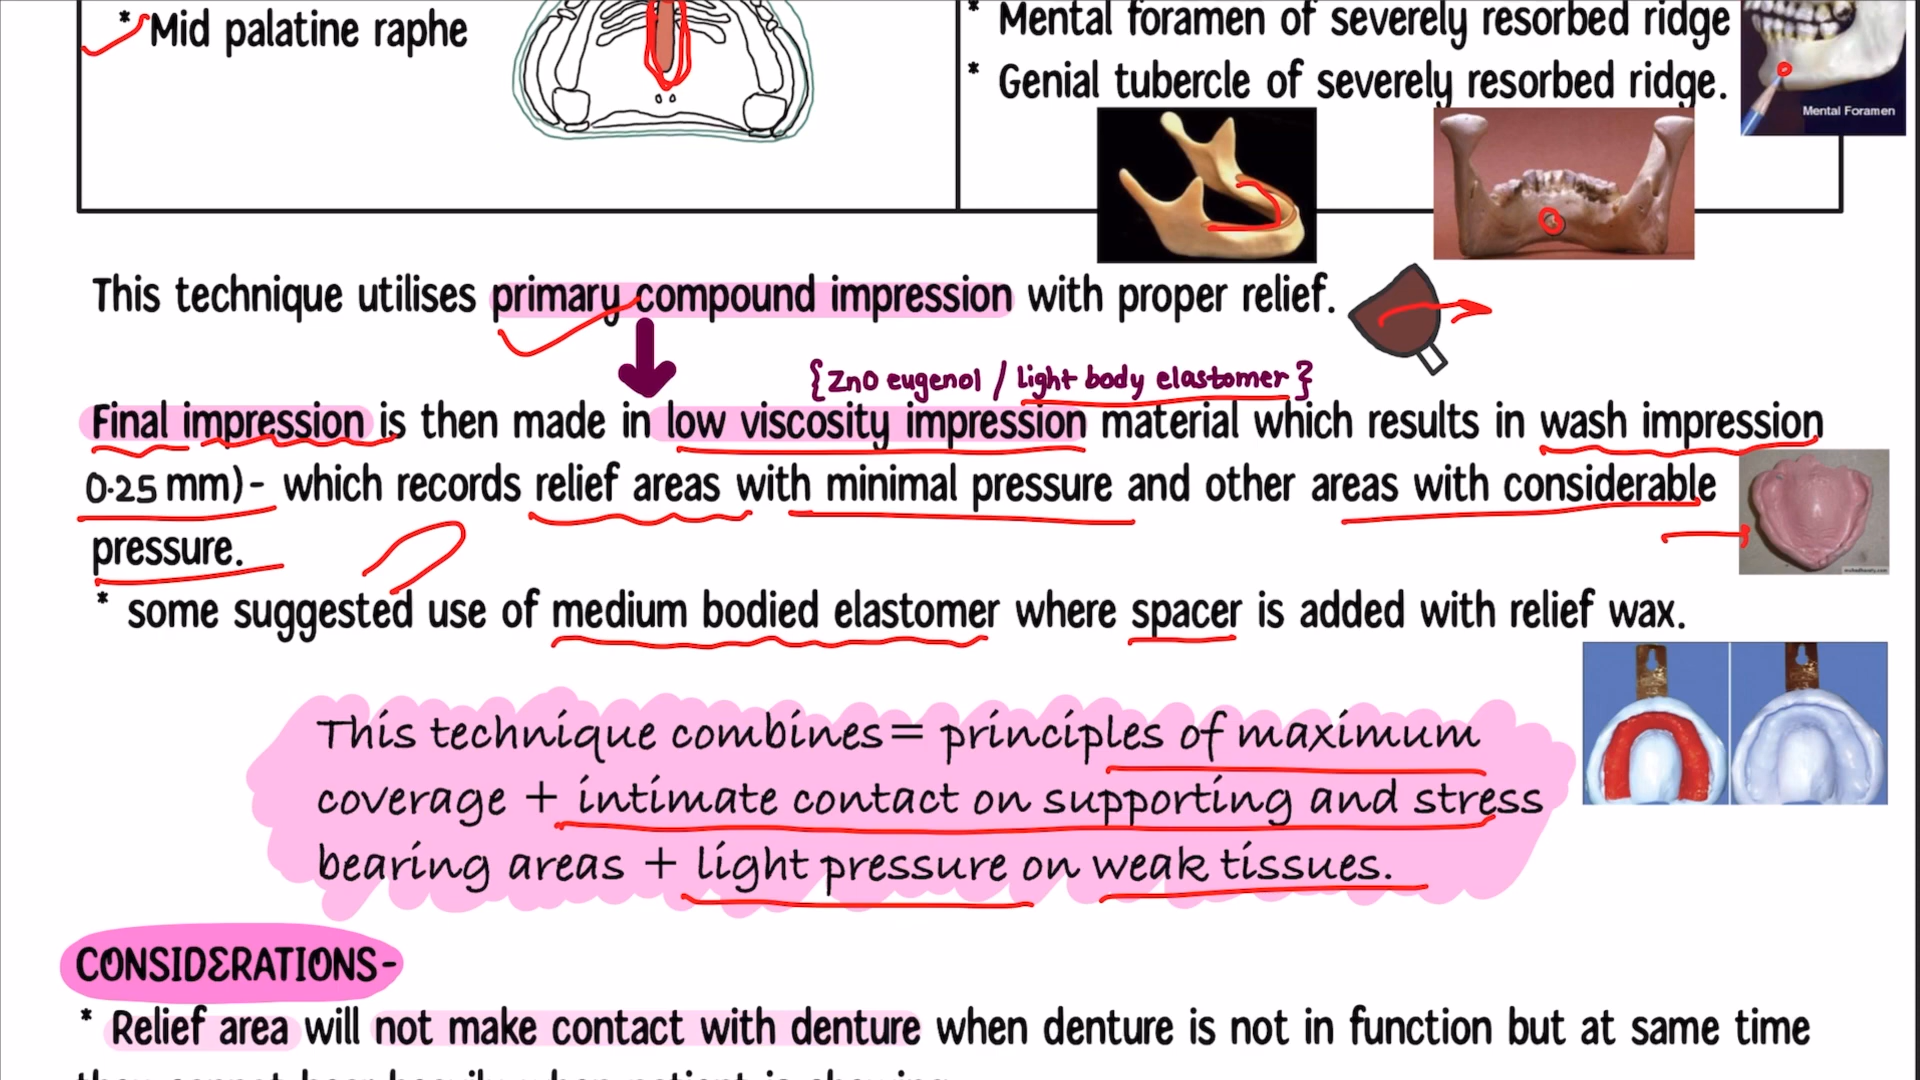 * Mid palatine raphe
* Mental foramen of severely resorbed ridge
* Genial tubercle of severely resorbed ridge.
Mental Foramen
This technique utilises primary compound impression with proper relief.
{ZnO eugenol / light body elastomer}
Final impression is then made in low viscosity impression material which results in wash impression
0.25 mm)- which records relief areas with minimal pressure and other areas with considerable
pressure.
* some suggested use of medium bodied elastomer where spacer is added with relief wax.
This technique combines= principles of maximum
coverage + intimate contact on supporting and stress
bearing areas + light pressure on weak tissues.
CONSIDERATIONS-
* Relief area will not make contact with denture when denture is not in function but at same time